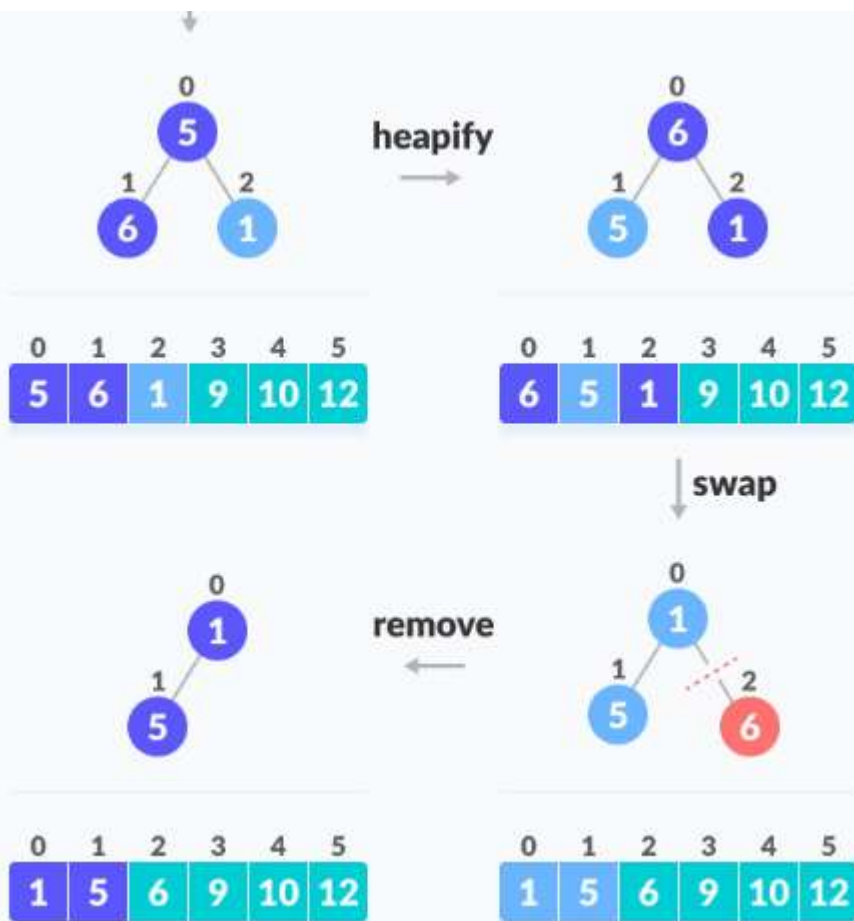 0 0
5 heapify 6
1 2 1 2
6 1 5 1
0 1 2 3 4 5 0 1 2 3 4 5
5 6 1 9 10 12 6 5 1 9 10 12
swap
0 0
1 remove 1
1 1 2
5 5 6
0 1 2 3 4 5 0 1 2 3 4 5
1 5 6 9 10 12 1 5 6 9 10 12